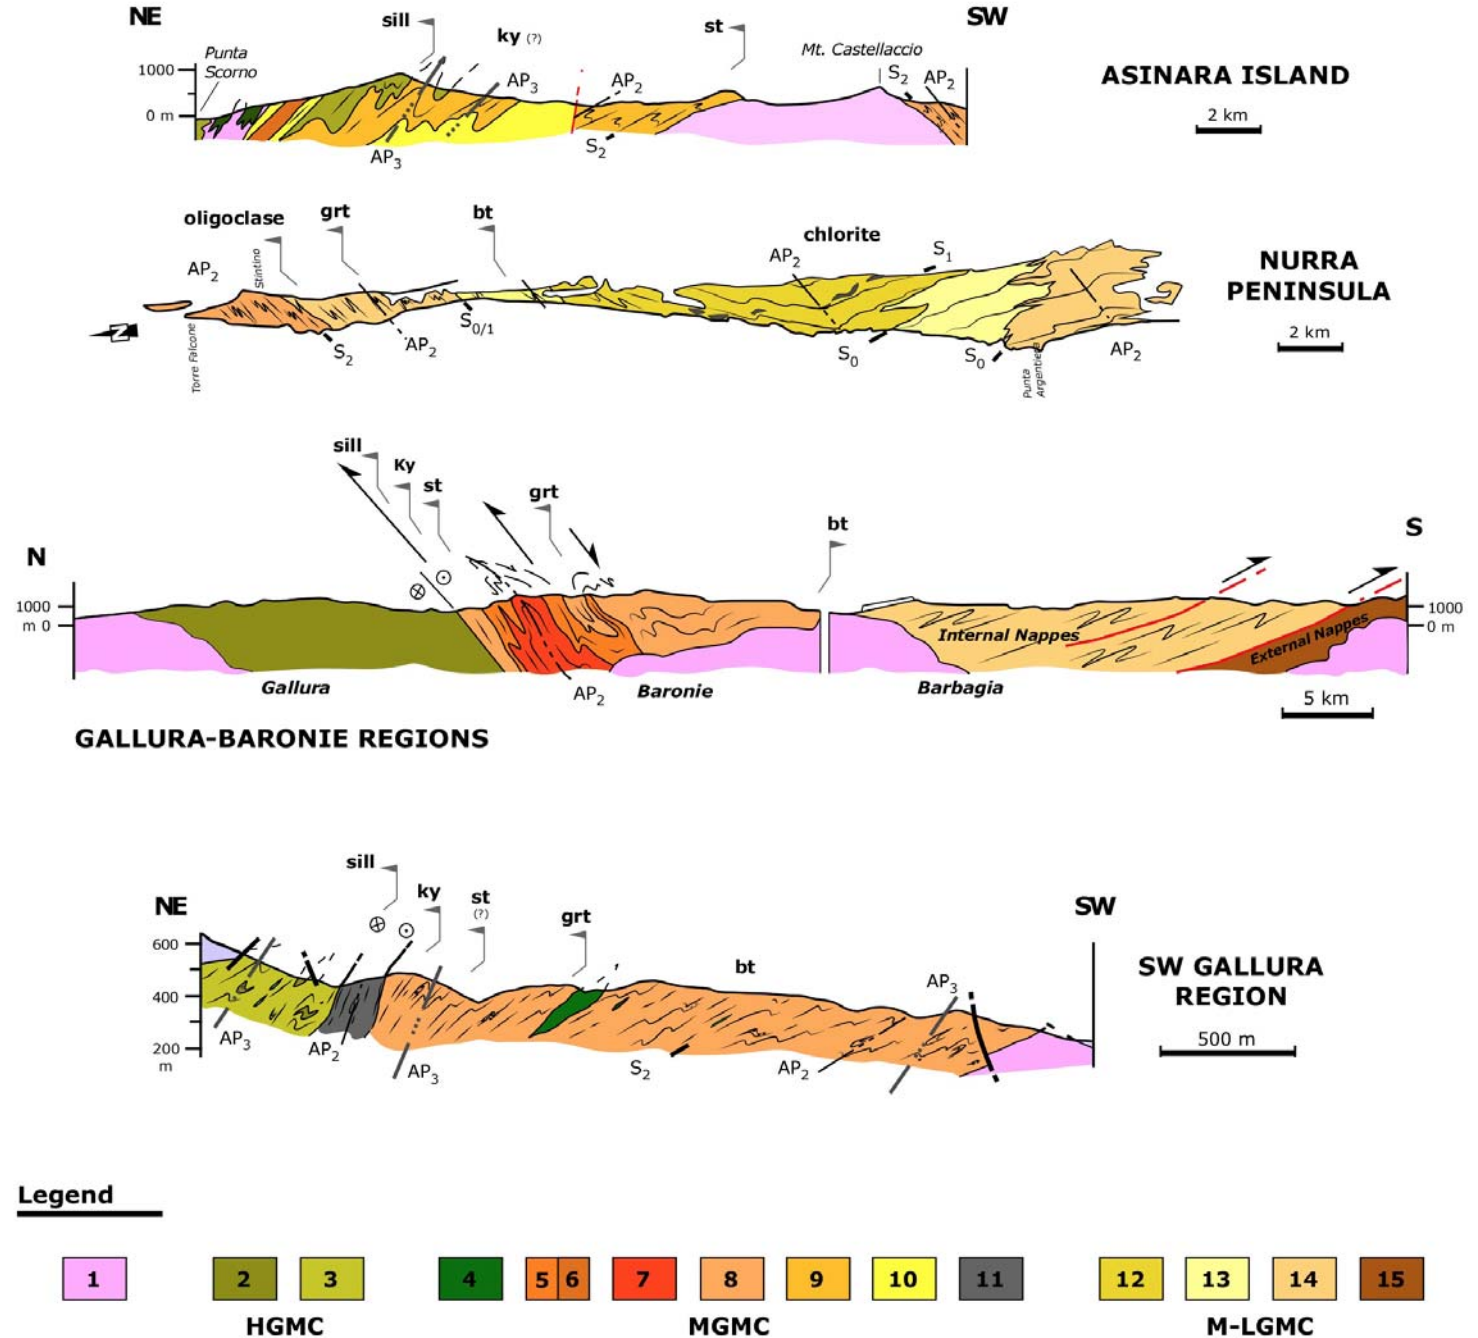 NE
SW
sill
ky (?)
st
Mt. Castellaccio
Punta
Scorno
AP3
AP2
S2
AP2
1000
0 m
AP3
S2
ASINARA ISLAND
2 km
oligoclase
grt
bt
chlorite
AP2
Stintino
AP2
S1
NURRA
PENINSULA
N
Torre Falcone
S2
AP2
S0/1
S0
S0
Punta
Argentiera
AP2
2 km
sill
Ky
st
grt
bt
N
S
1000
m 0
1000
0 m
Internal Nappes
External Nappes
Gallura
AP2
Baronie
Barbagia
5 km
GALLURA-BARONIE REGIONS
sill
ky
st
(?)
grt
bt
NE
SW
600
400
200
m
AP3
AP2
AP3
S2
AP2
AP3
SW GALLURA
REGION
500 m
Legend
1
2
3
4
5
6
7
8
9
10
11
12
13
14
15
HGMC
MGMC
M-LGMC